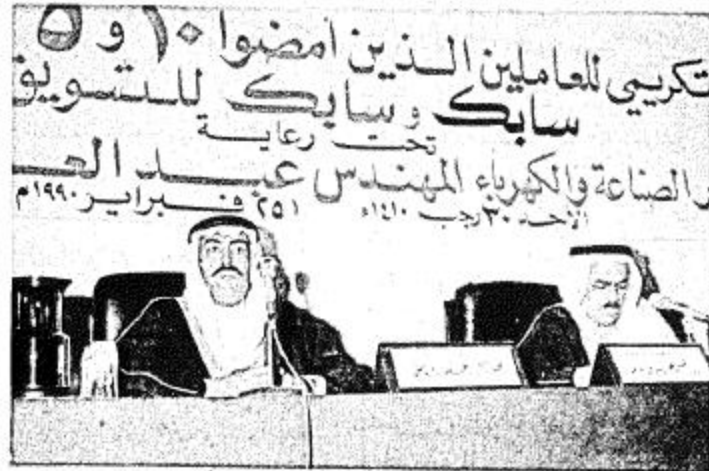 تكريمي للعاملين الذين أمضوا ١٠ و ٥
سابك وسابك للتسويق
تحت رعاية
الصناعة والكهرباء المهندس عبد
الأحد ٣٠ رجب ١٤١٠هـ (٢٥ فبراير ١٩٩٠م